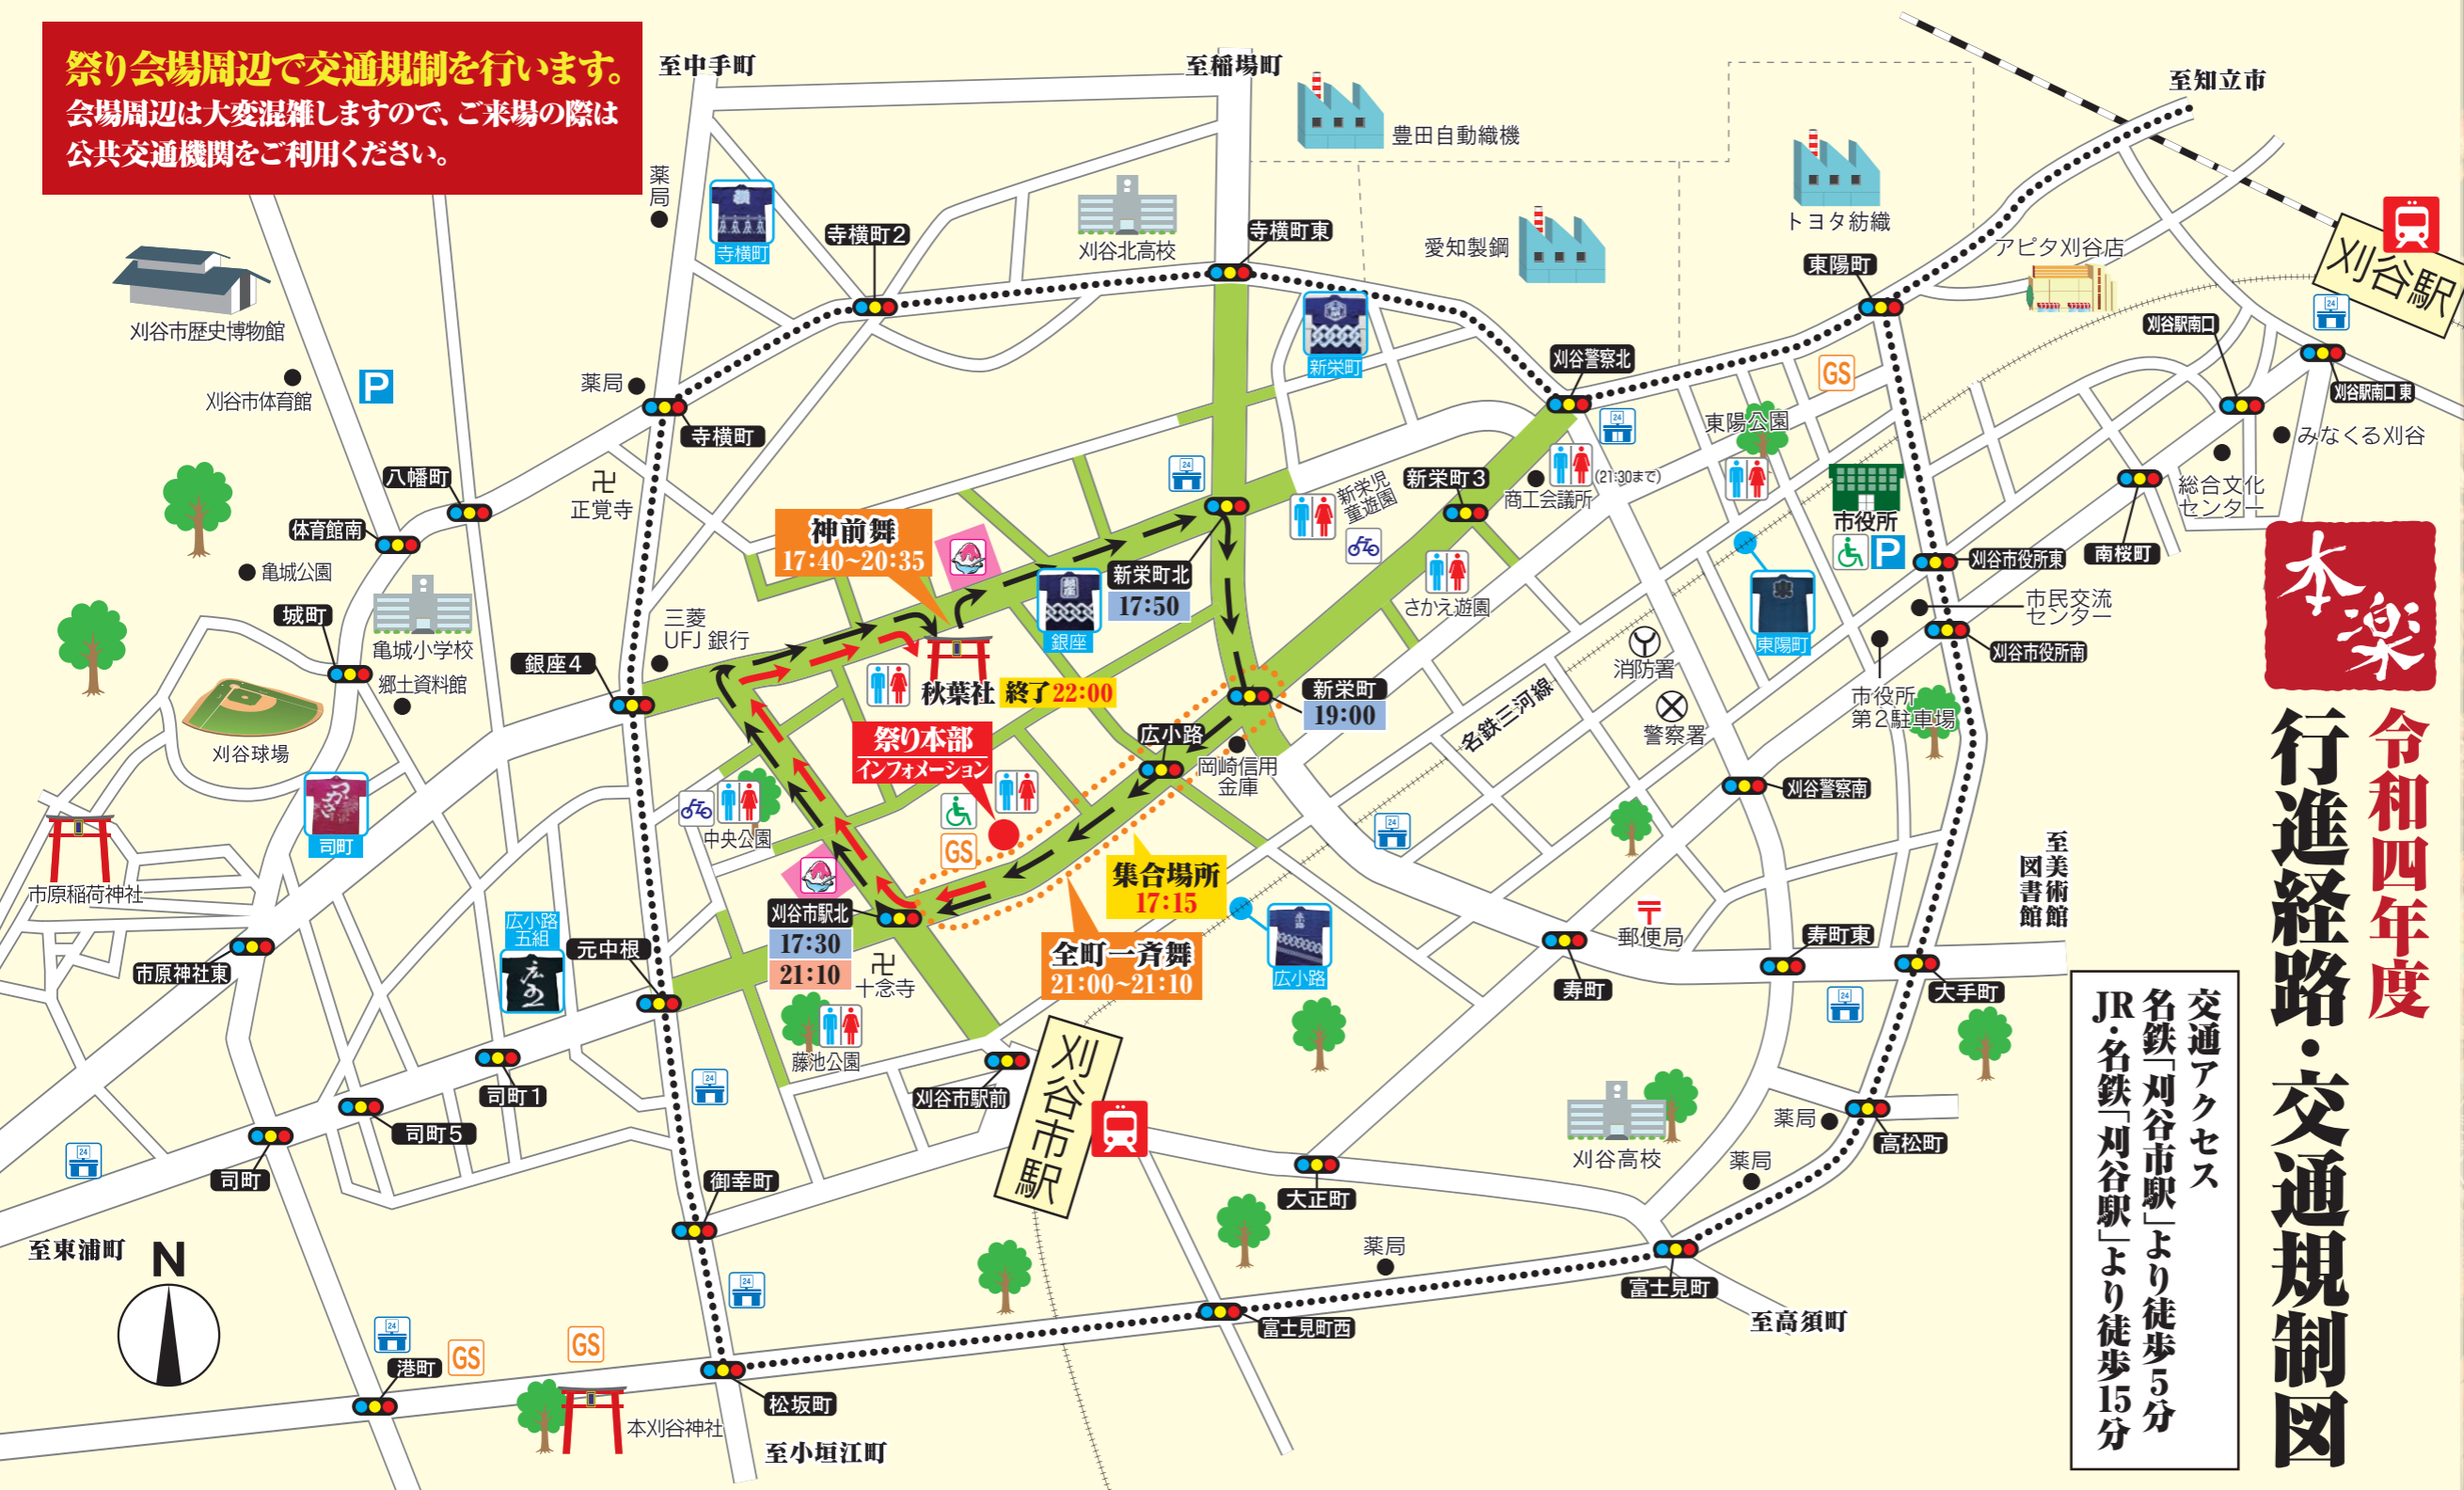 祭り会場周辺で交通規制を行います。
会場周辺は大変混雑しますので、ご来場の際は
公共交通機関をご利用ください。
至中手町
至稲場町
至知立市
豊田自動織機
トヨタ紡織
愛知製鋼
アピタ刈谷店
刈谷駅
薬局
寺横町
寺横町2
刈谷北高校
寺横町東
新栄町
東陽町
刈谷駅南口
刈谷駅南口 東
刈谷市歴史博物館
刈谷市体育館
P
薬局
寺横町
刈谷警察北
GS
東陽公園
みなくる刈谷
総合文化
センター
八幡町
体育館南
卍
正覚寺
神前舞
17:40~20:35
新栄町北
17:50
新栄児
童遊園
新栄町3
商工会議所
(21:30まで)
市役所
P
刈谷市役所東
南桜町
市民交流
センター
刈谷市役所南
東陽町
市役所
第2駐車場
亀城公園
城町
亀城小学校
郷土資料館
三菱
UFJ 銀行
銀座4
銀座
さかえ遊園
消防署
警察署
名鉄三河線
刈谷球場
秋葉社
終了22:00
新栄町
19:00
広小路
岡崎信用
金庫
祭り本部
インフォメーション
刈谷警察南
司町
市原稲荷神社
中央公園
GS
集合場所
17:15
全町一斉舞
21:00~21:10
刈谷市駅北
17:30
21:10
卍
十念寺
広小路
五組
元中根
市原神社東
広小路
郵便局
寿町
寿町東
大手町
至美術館
図書館
藤池公園
刈谷市駅前
刈谷市駅
司町1
司町5
司町
刈谷高校
薬局
高松町
薬局
御幸町
大正町
薬局
富士見町
至高須町
富士見町西
至東浦町
N
港町
GS
GS
本刈谷神社
松坂町
至小垣江町
本楽
令和四年度
行進経路・交通規制図
交通アクセス
名鉄「刈谷市駅」より徒歩5分
JR・名鉄「刈谷駅」より徒歩15分